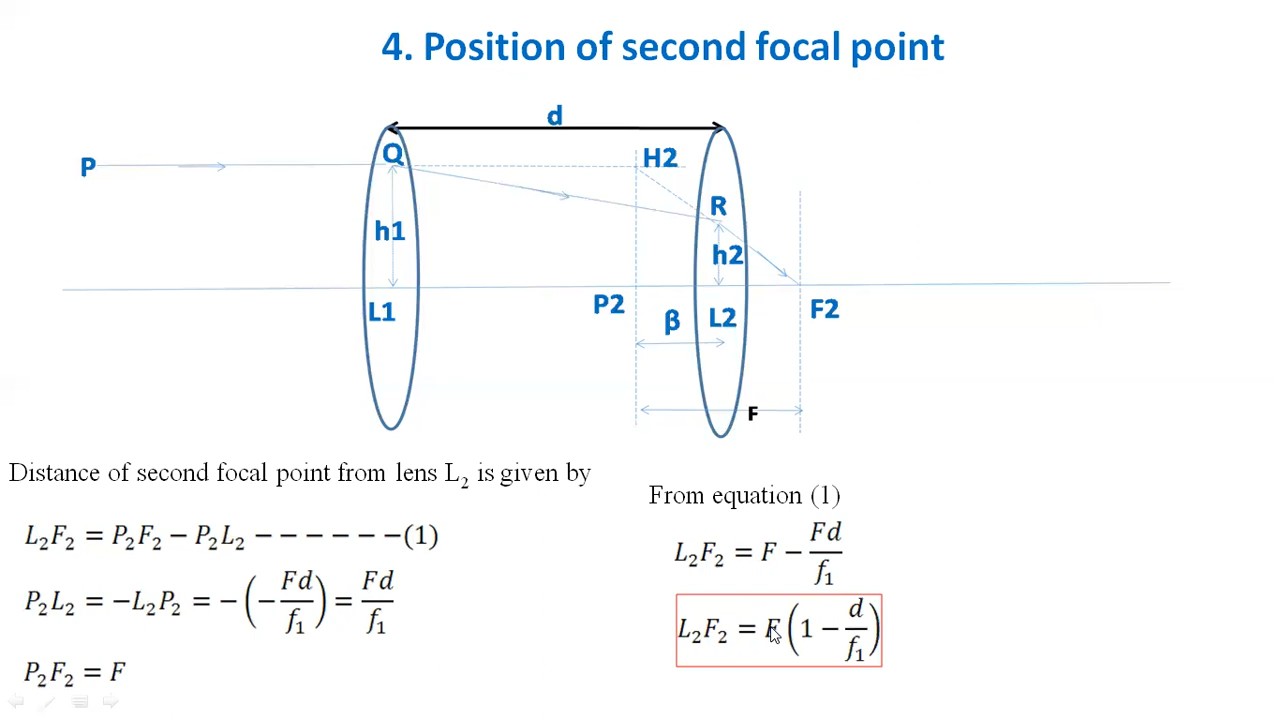 4. Position of second focal point
d
P
Q
H2
R
h1
h2
L1
P2
β
L2
F2
F
Distance of second focal point from lens L₂ is given by
L₂F₂ = P₂F₂ − P₂L₂ − − − − − −(1)
P₂L₂ = −L₂P₂ = −(−Fd/f₁) = Fd/f₁
P₂F₂ = F
From equation (1)
L₂F₂ = F − Fd/f₁
L₂F₂ = F(1 − d/f₁)